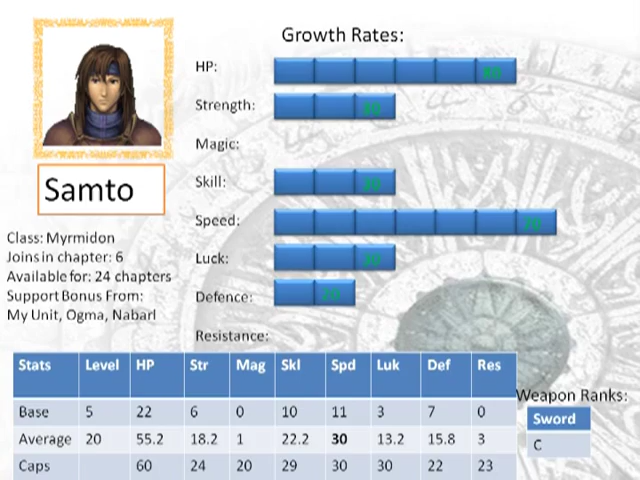 Growth Rates:
HP:
Strength:
Magic:
Skill:
Speed:
Luck:
Defence:
Resistance:
Samto
Class: Myrmidon
Joins in chapter: 6
Available for: 24 chapters
Support Bonus From:
My Unit, Ogma, Nabarl
Stats Level HP Str Mag Skl Spd Luk Def Res
Base 5 22 6 0 10 11 3 7 0
Average 20 55.2 18.2 1 22.2 30 13.2 15.8 3
Caps 60 24 20 29 30 30 22 23
Weapon Ranks:
Sword
C